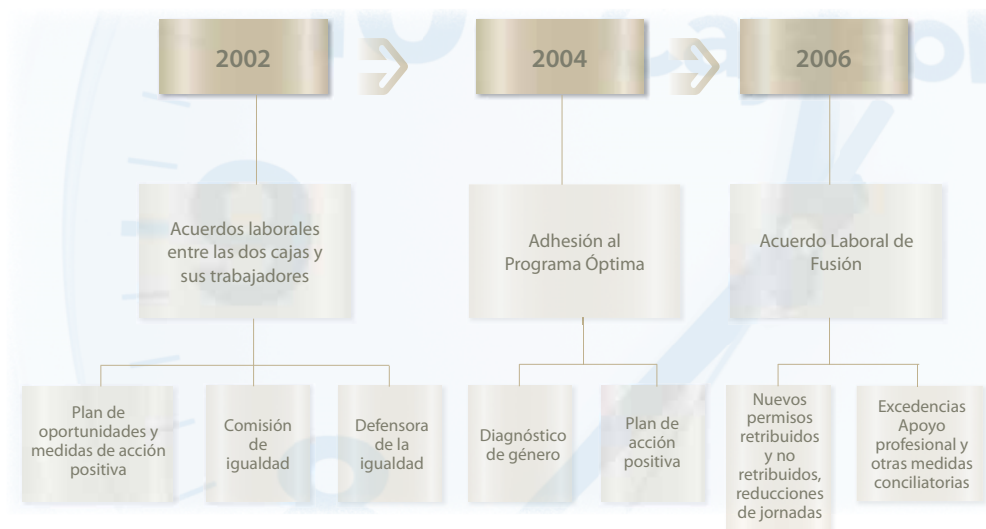 2002
2004
2006
Acuerdos laborales
entre las dos cajas y
sus trabajadores
Adhesión al
Programa Óptima
Acuerdo Laboral de
Fusión
Plan de
oportunidades y
medidas de acción
positiva
Comisión
de
igualdad
Defensora
de la
igualdad
Diagnóstico
de género
Plan de
acción
positiva
Nuevos
permisos
retribuidos
y no
retribuidos,
reducciones
de jornadas
Excedencias
Apoyo
profesional y
otras medidas
conciliatorias